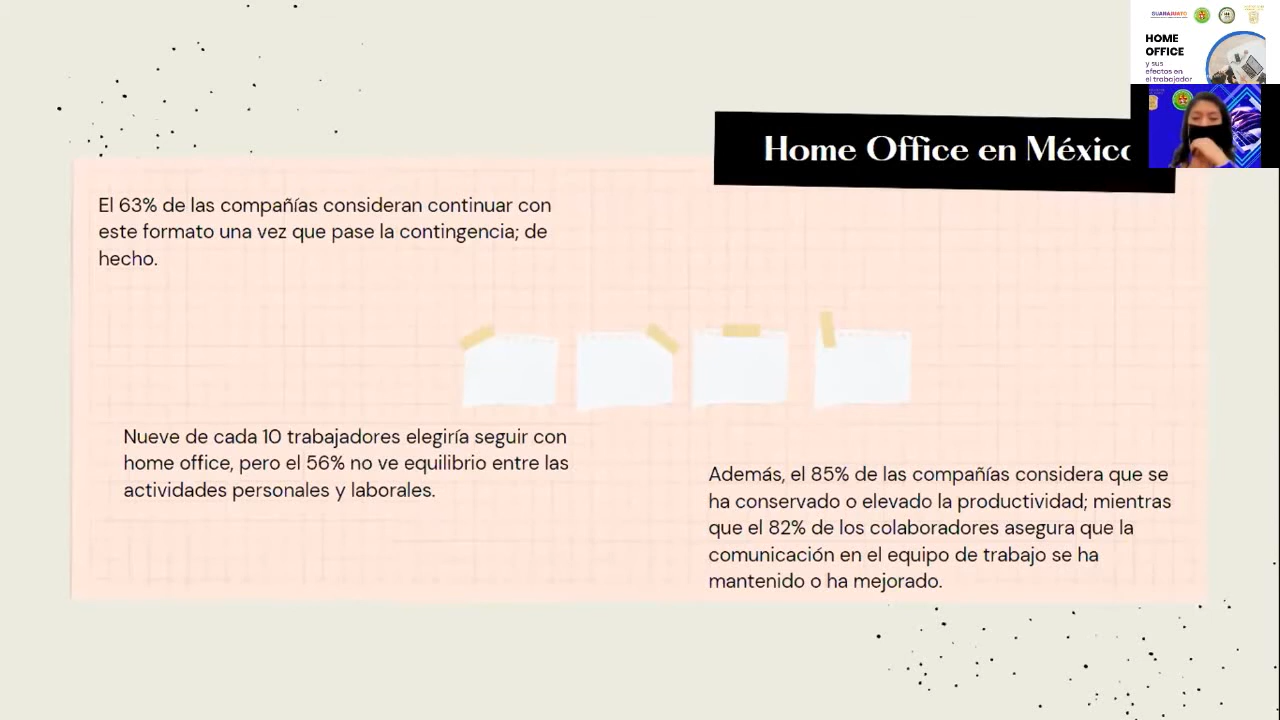 GUANAJUATO
HOME
OFFICE
y sus
efectos en
el trabajador
Home Office en México
El 63% de las compañías consideran continuar con
este formato una vez que pase la contingencia; de
hecho.
Nueve de cada 10 trabajadores elegiría seguir con
home office, pero el 56% no ve equilibrio entre las
actividades personales y laborales.
Además, el 85% de las compañías considera que se
ha conservado o elevado la productividad; mientras
que el 82% de los colaboradores asegura que la
comunicación en el equipo de trabajo se ha
mantenido o ha mejorado.